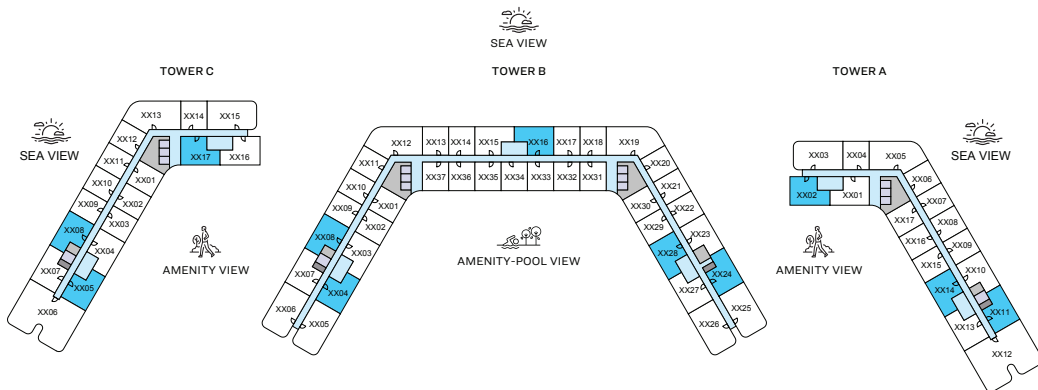 SEA VIEW
TOWER C
TOWER B
TOWER A
SEA VIEW
SEA VIEW
AMENITY VIEW
AMENITY-POOL VIEW
AMENITY VIEW
XX13
XX14
XX15
XX12
XX11
XX17
XX16
XX10
XX01
XX09
XX02
XX08
XX03
XX07
XX04
XX05
XX06
XX12
XX13
XX14
XX15
XX16
XX17
XX18
XX19
XX11
XX37
XX36
XX35
XX34
XX33
XX32
XX31
XX20
XX10
XX01
XX30
XX21
XX09
XX02
XX29
XX22
XX08
XX03
XX28
XX23
XX07
XX04
XX27
XX24
XX06
XX05
XX26
XX25
XX03
XX04
XX05
XX02
XX01
XX06
XX17
XX07
XX16
XX08
XX15
XX09
XX14
XX10
XX13
XX11
XX12